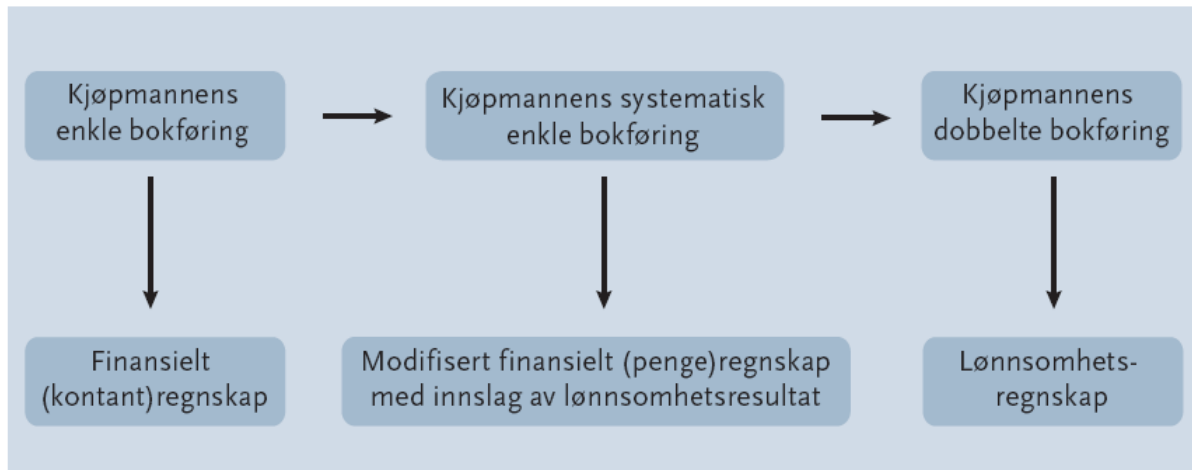 Kjøpmannens
enkle bokføring
Kjøpmannens systematisk
enkle bokføring
Kjøpmannens
dobbelte bokføring
Finansielt
(kontant)regnskap
Modifisert finansielt (penge)regnskap
med innslag av lønnsomhetsresultat
Lønnsomhets-
regnskap